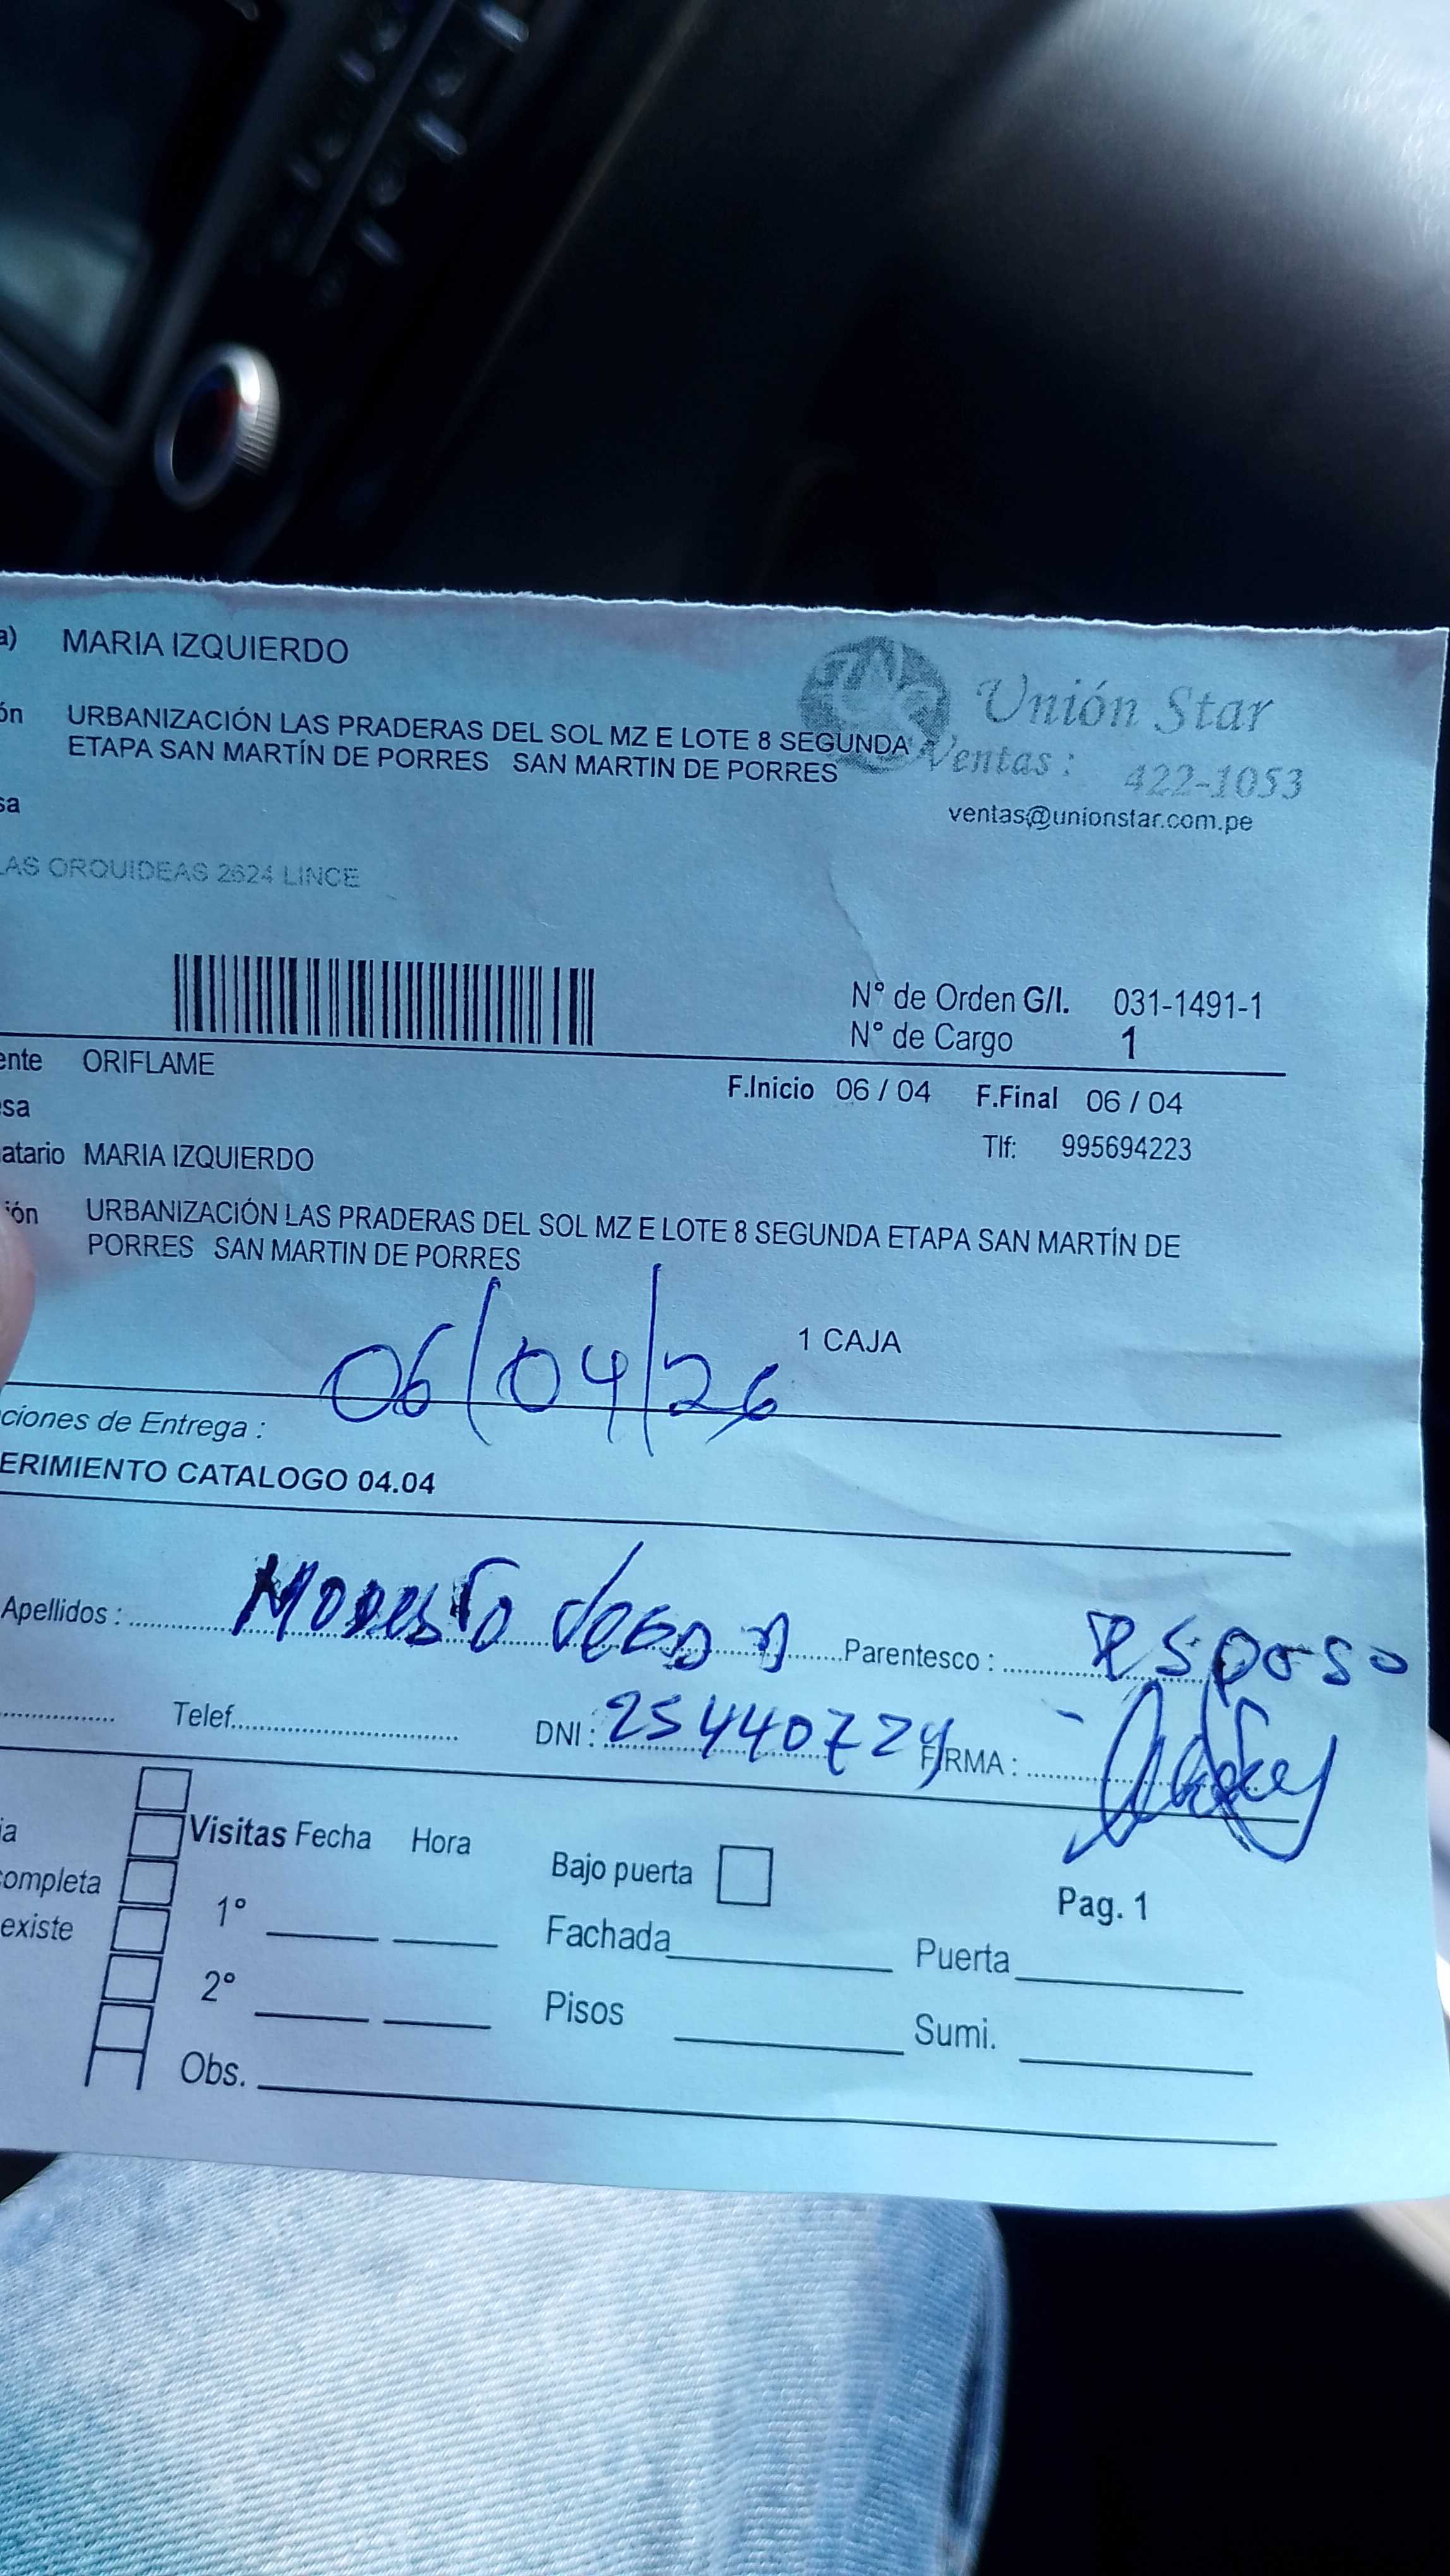 a) MARIA IZQUIERDO
Unión Star
ón URBANIZACIÓN LAS PRADERAS DEL SOL MZ E LOTE 8 SEGUNDA
ETAPA SAN MARTÍN DE PORRES SAN MARTIN DE PORRES
Ventas: 422-1053
ventas@unionstar.com.pe
sa
LAS ORQUIDEAS 2624 LINCE
N° de Orden G/I. 031-1491-1
N° de Cargo 1
ente ORIFLAME
F.Inicio 06 / 04 F.Final 06 / 04
esa
Tlf: 995694223
atario MARIA IZQUIERDO
ión URBANIZACIÓN LAS PRADERAS DEL SOL MZ E LOTE 8 SEGUNDA ETAPA SAN MARTÍN DE
PORRES SAN MARTIN DE PORRES
1 CAJA
06/04/26
ciones de Entrega :
ERIMIENTO CATALOGO 04.04
Apellidos : Modesto Parentesco : esposo
Telef. DNI : 25440724 FIRMA :
Visitas Fecha Hora
ia
Bajo puerta
completa
Pag. 1
existe
1°
Fachada Puerta
2°
Pisos Sumi.
Obs.